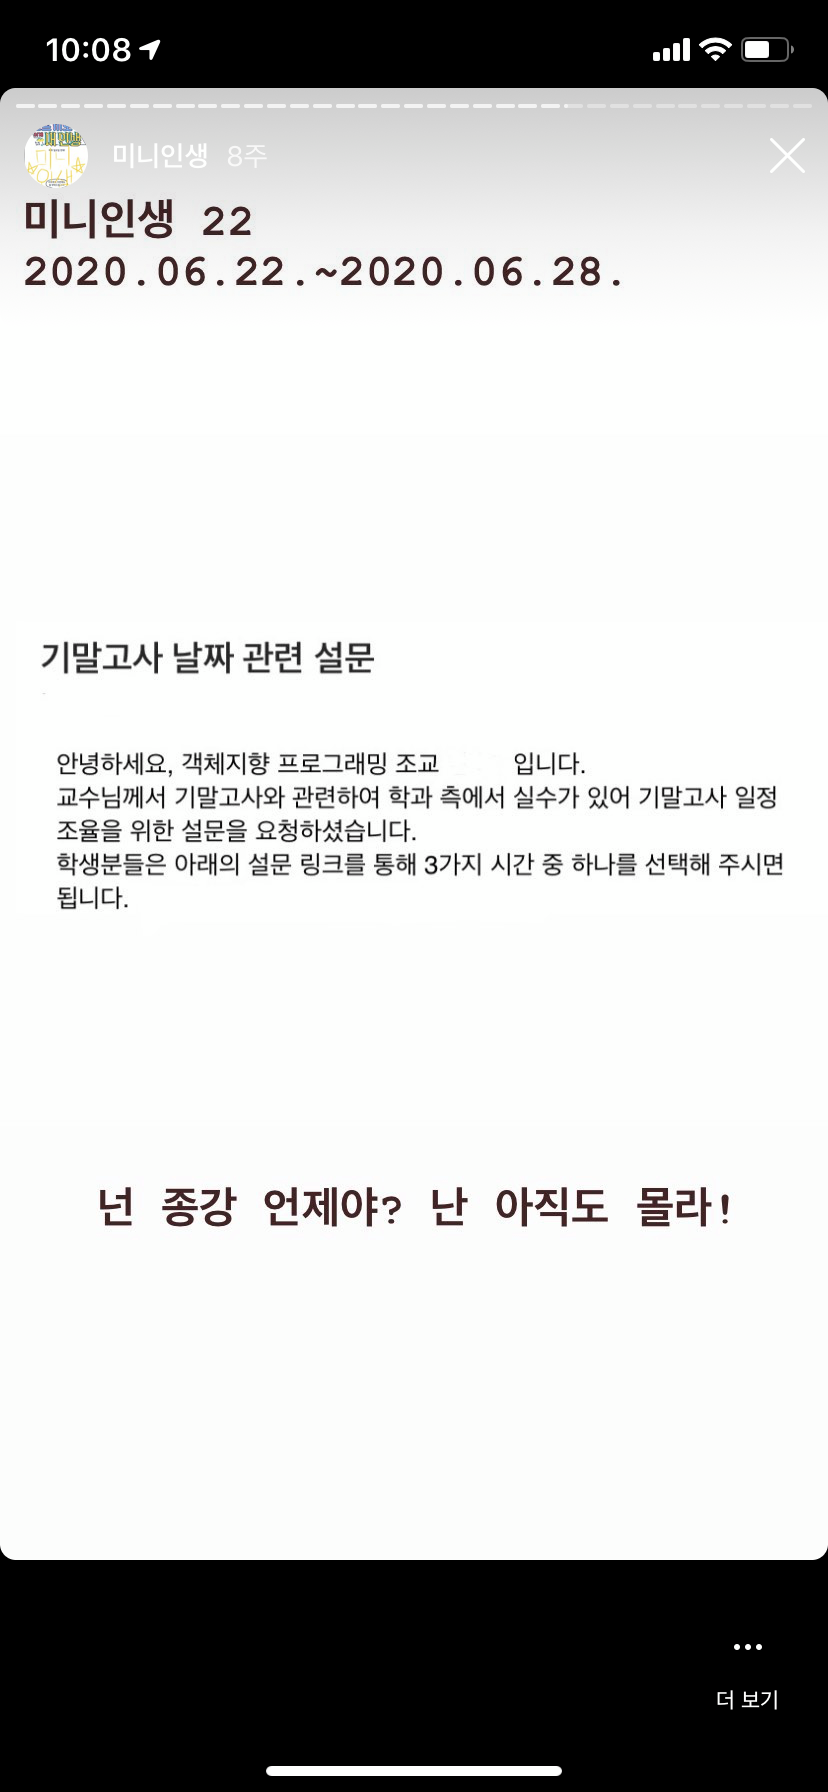 10:08
미니인생 8주
미니인생 22
2020.06.22.~2020.06.28.
기말고사 날짜 관련 설문
안녕하세요, 객체지향 프로그래밍 조교 입니다.
교수님께서 기말고사와 관련하여 학과 측에서 실수가 있어 기말고사 일정
조율을 위한 설문을 요청하셨습니다.
학생분들은 아래의 설문 링크를 통해 3가지 시간 중 하나를 선택해 주시면
됩니다.
넌 종강 언제야? 난 아직도 몰라!
더 보기